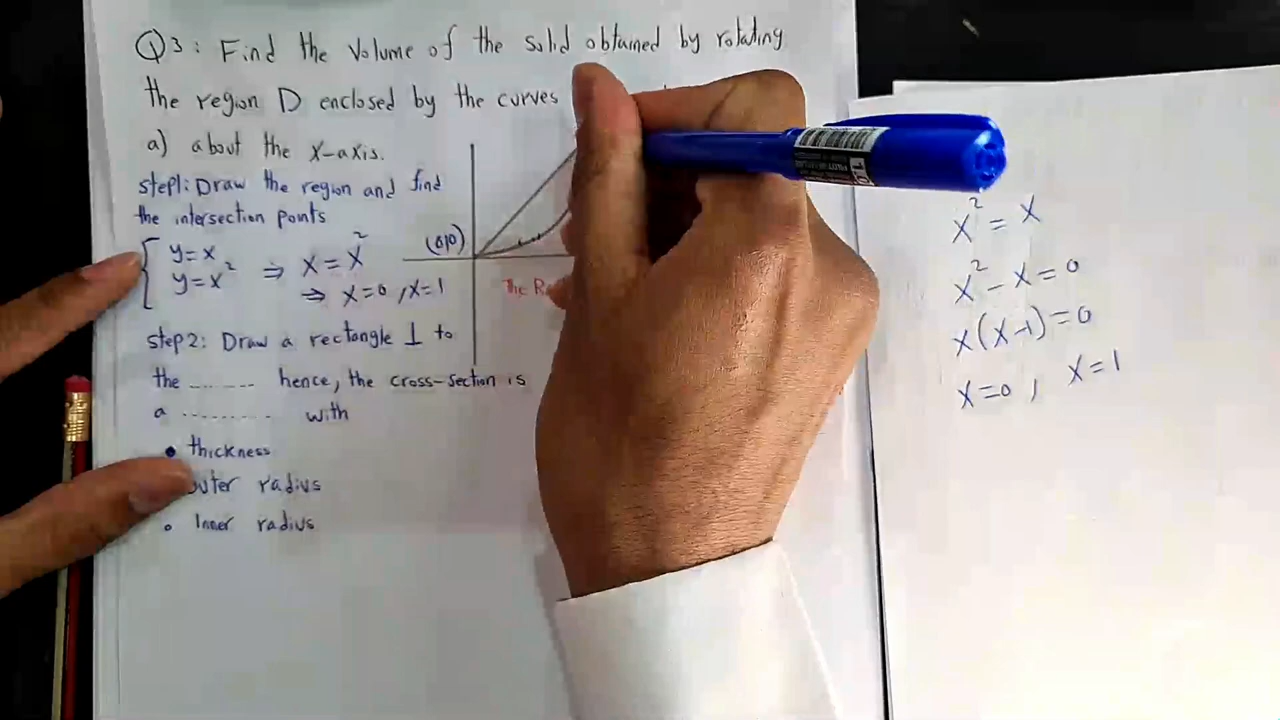 Q3: Find the Volume of the solid obtained by rotating
the region D enclosed by the curves
a) about the x-axis.
step1: Draw the region and find
the intersection points
y=x
y=x² ⇒ x=x²
⇒ x=0, x=1
(0,0)
The
step2: Draw a rectangle ⊥ to
the ....... hence, the cross-section is
a .......... with
• thickness
outer radius
• Inner radius
x² = x
x² - x = 0
x(x-1)=0
x=0, x=1
1.0